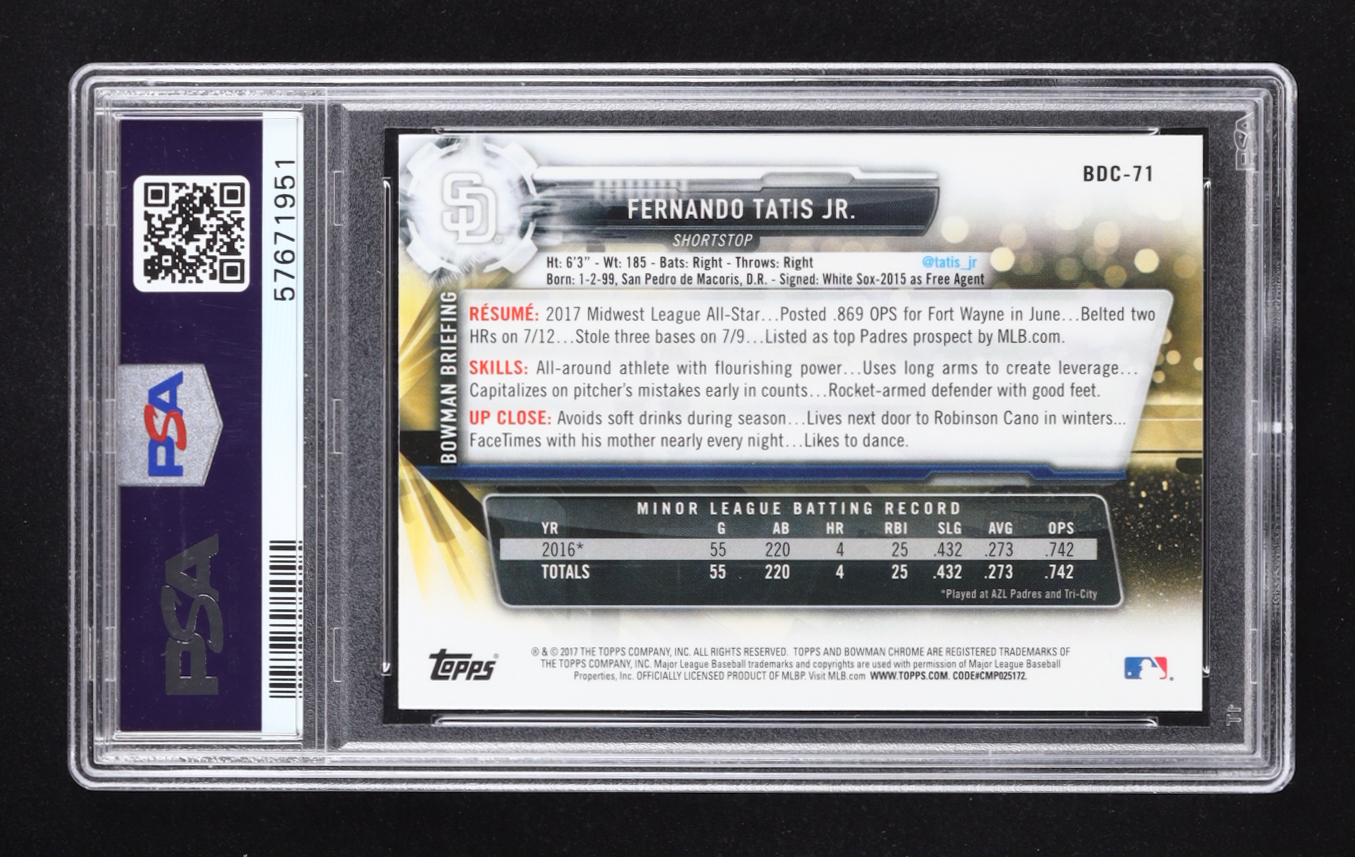 57671951
PSA
PSA
PSA
SD
BDC-71
FERNANDO TATIS JR.
SHORTSTOP
Ht: 6'3" - Wt: 185 - Bats: Right - Throws: Right @tatis_jr
Born: 1-2-99, San Pedro de Macoris, D.R. - Signed: White Sox-2015 as Free Agent
BOWMAN BRIEFING
RÉSUMÉ: 2017 Midwest League All-Star...Posted .869 OPS for Fort Wayne in June...Belted two
HRs on 7/12...Stole three bases on 7/9...Listed as top Padres prospect by MLB.com.
SKILLS: All-around athlete with flourishing power...Uses long arms to create leverage...
Capitalizes on pitcher's mistakes early in counts...Rocket-armed defender with good feet.
UP CLOSE: Avoids soft drinks during season...Lives next door to Robinson Cano in winters...
FaceTimes with his mother nearly every night...Likes to dance.
MINOR LEAGUE BATTING RECORD
YR G AB HR RBI SLG AVG OPS
2016* 55 220 4 25 .432 .273 .742
TOTALS 55 220 4 25 .432 .273 .742
*Played at AZL Padres and Tri-City
topps®
® & © 2017 THE TOPPS COMPANY, INC. ALL RIGHTS RESERVED. TOPPS AND BOWMAN CHROME ARE REGISTERED TRADEMARKS OF
THE TOPPS COMPANY, INC. Major League Baseball trademarks and copyrights are used with permission of Major League Baseball
Properties, Inc. OFFICIALLY LICENSED PRODUCT OF MLBP. Visit MLB.com WWW.TOPPS.COM. CODE#CMP025172.